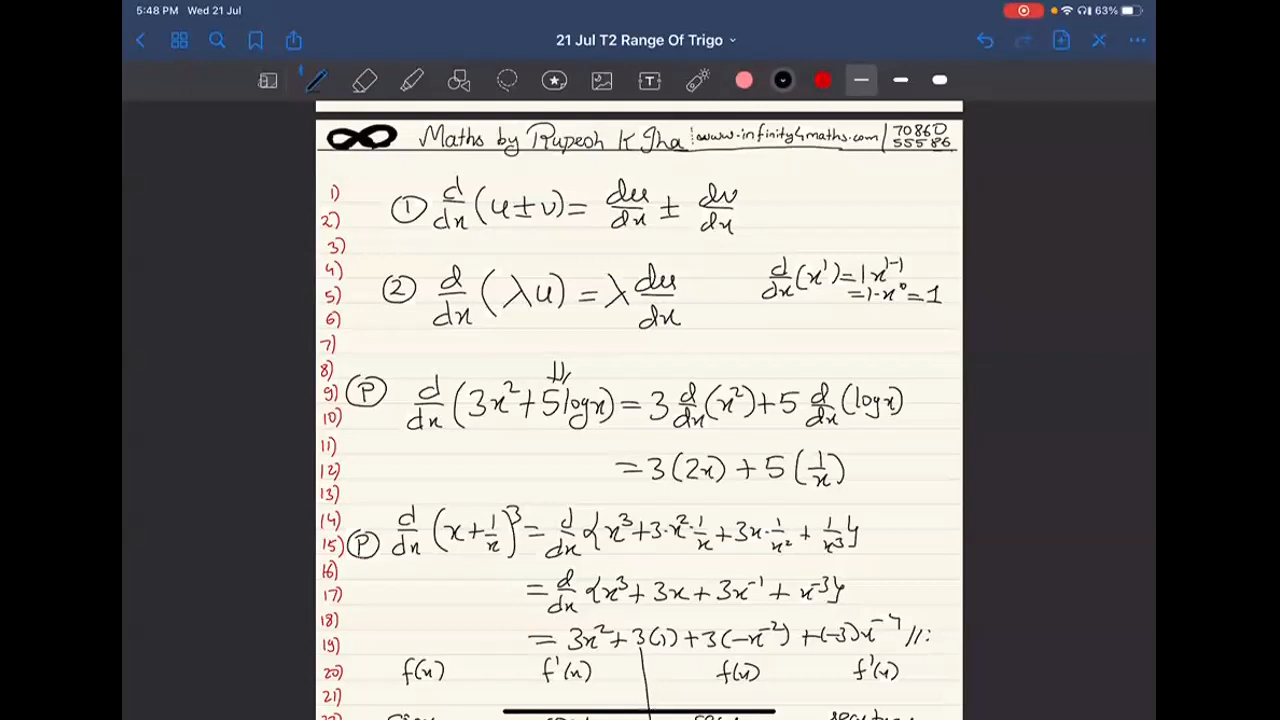 5:48 PM Wed 21 Jul 63%
21 Jul T2 Range Of Trigo
Maths by Rupesh K Jha www.infinity4maths.com / 70860 55586
1) ① d/dx (u ± v) = du/dx ± dv/dx
2)
3)
4) d/dx (x¹) = 1x¹⁻¹
5) ② d/dx (λu) = λ du/dx = 1·x⁰ = 1
6)
7)
8)
9) Ⓟ d/dx (3x² + 5logx) = 3 d/dx (x²) + 5 d/dx (logx)
10)
11)
12) = 3(2x) + 5(1/x)
13)
14) d/dx (x + 1/x)³ = d/dx {x³ + 3·x²·1/x + 3x·1/x² + 1/x³}
15) Ⓟ
16)
17) = d/dx {x³ + 3x + 3x⁻¹ + x⁻³}
18)
19) = 3x² + 3(1) + 3(-x⁻²) + (-3)x⁻⁴ //:
20) f(x) f'(x) f(x) f'(x)
21)